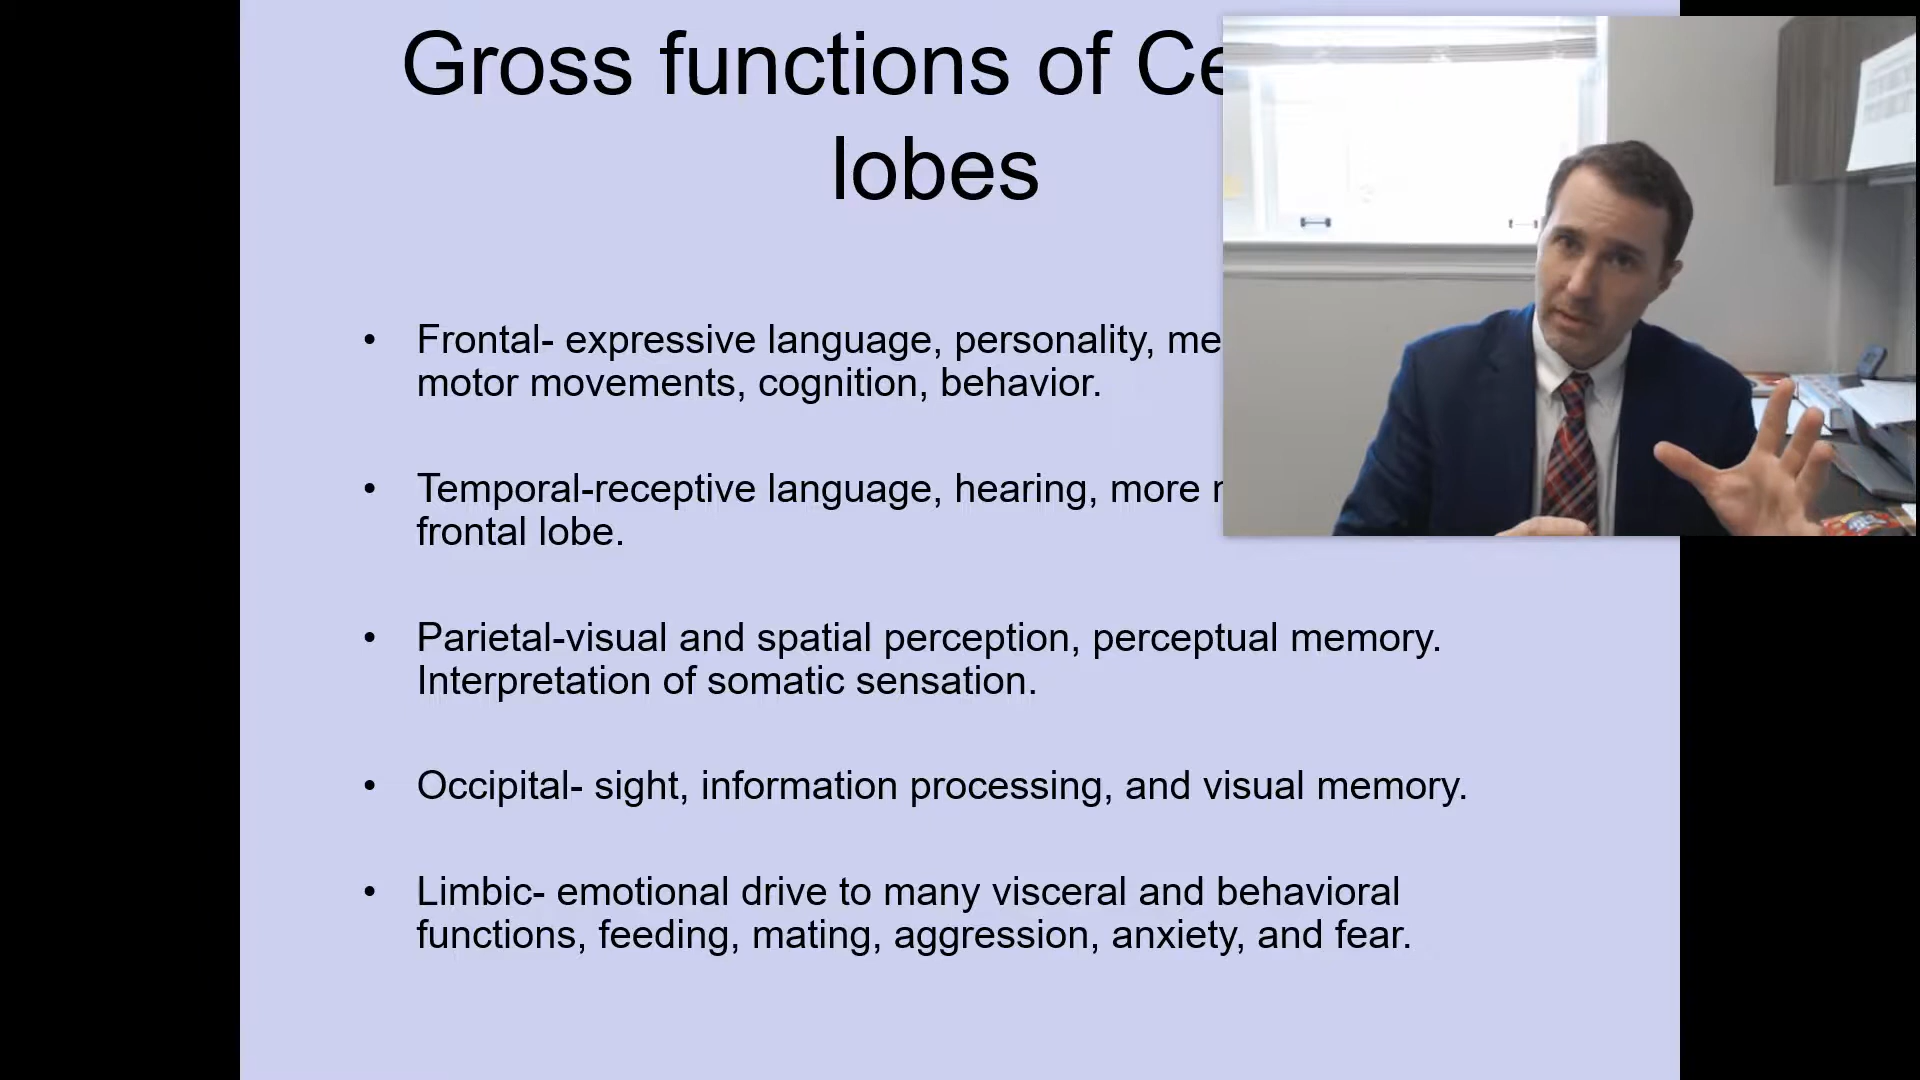 Gross functions of Ce
lobes
• Frontal- expressive language, personality, me
motor movements, cognition, behavior.
• Temporal-receptive language, hearing, more
frontal lobe.
• Parietal-visual and spatial perception, perceptual memory.
Interpretation of somatic sensation.
• Occipital- sight, information processing, and visual memory.
• Limbic- emotional drive to many visceral and behavioral
functions, feeding, mating, aggression, anxiety, and fear.